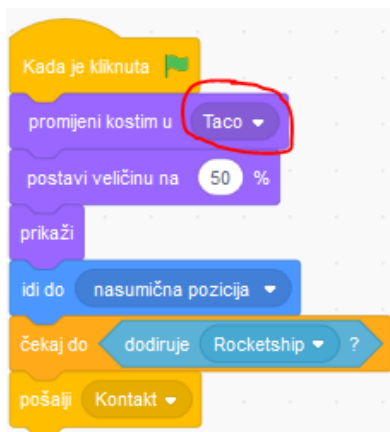 Kada je kliknuta
promijeni kostim u Taco
postavi veličinu na 50 %
prikaži
idi do nasumična pozicija
čekaj do dodiruje Rocketship ?
pošalji Kontakt